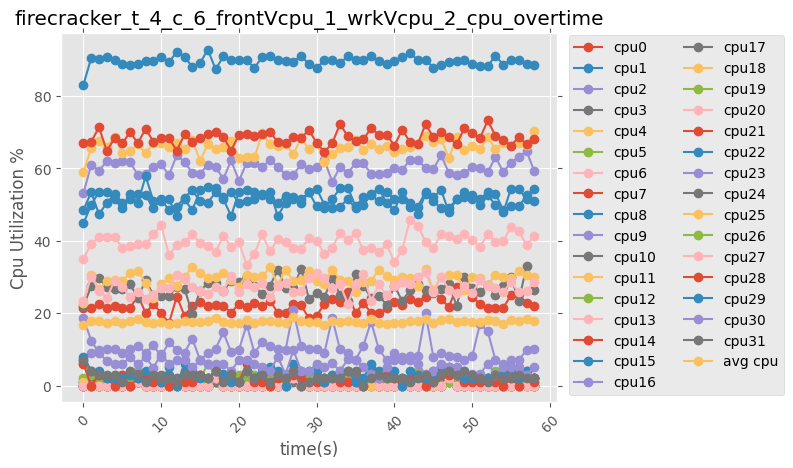 firecracker_t_4_c_6_frontVcpu_1_wrkVcpu_2_cpu_overtime
Cpu Utilization %
80
60
40
20
0
0
10
20
30
40
50
60
time(s)
cpu0
cpu1
cpu2
cpu3
cpu4
cpu5
cpu6
cpu7
cpu8
cpu9
cpu10
cpu11
cpu12
cpu13
cpu14
cpu15
cpu16
cpu17
cpu18
cpu19
cpu20
cpu21
cpu22
cpu23
cpu24
cpu25
cpu26
cpu27
cpu28
cpu29
cpu30
cpu31
avg cpu